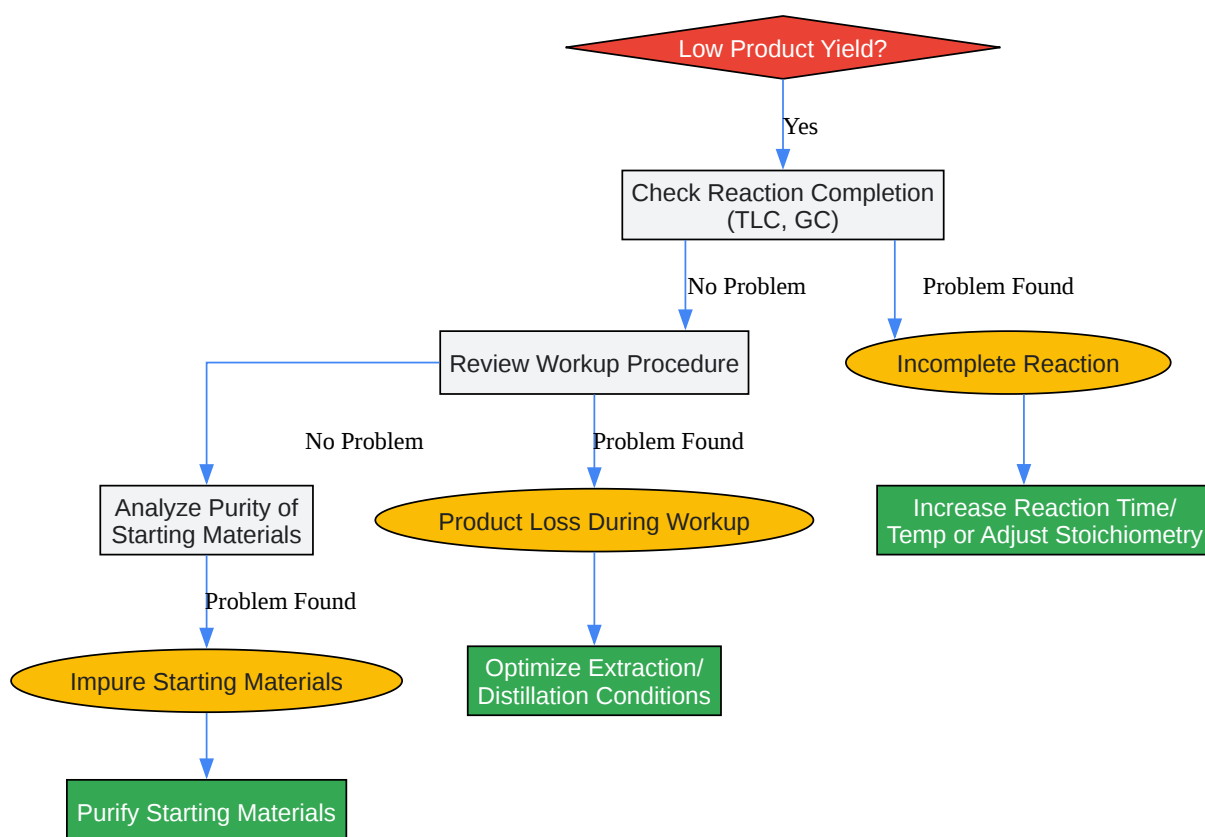 Low Product Yield?
Yes
Check Reaction Completion
(TLC, GC)
No Problem
Problem Found
Review Workup Procedure
Incomplete Reaction
No Problem
Problem Found
Analyze Purity of
Starting Materials
Product Loss During Workup
Increase Reaction Time/
Temp or Adjust Stoichiometry
Problem Found
Impure Starting Materials
Optimize Extraction/
Distillation Conditions
Purify Starting Materials